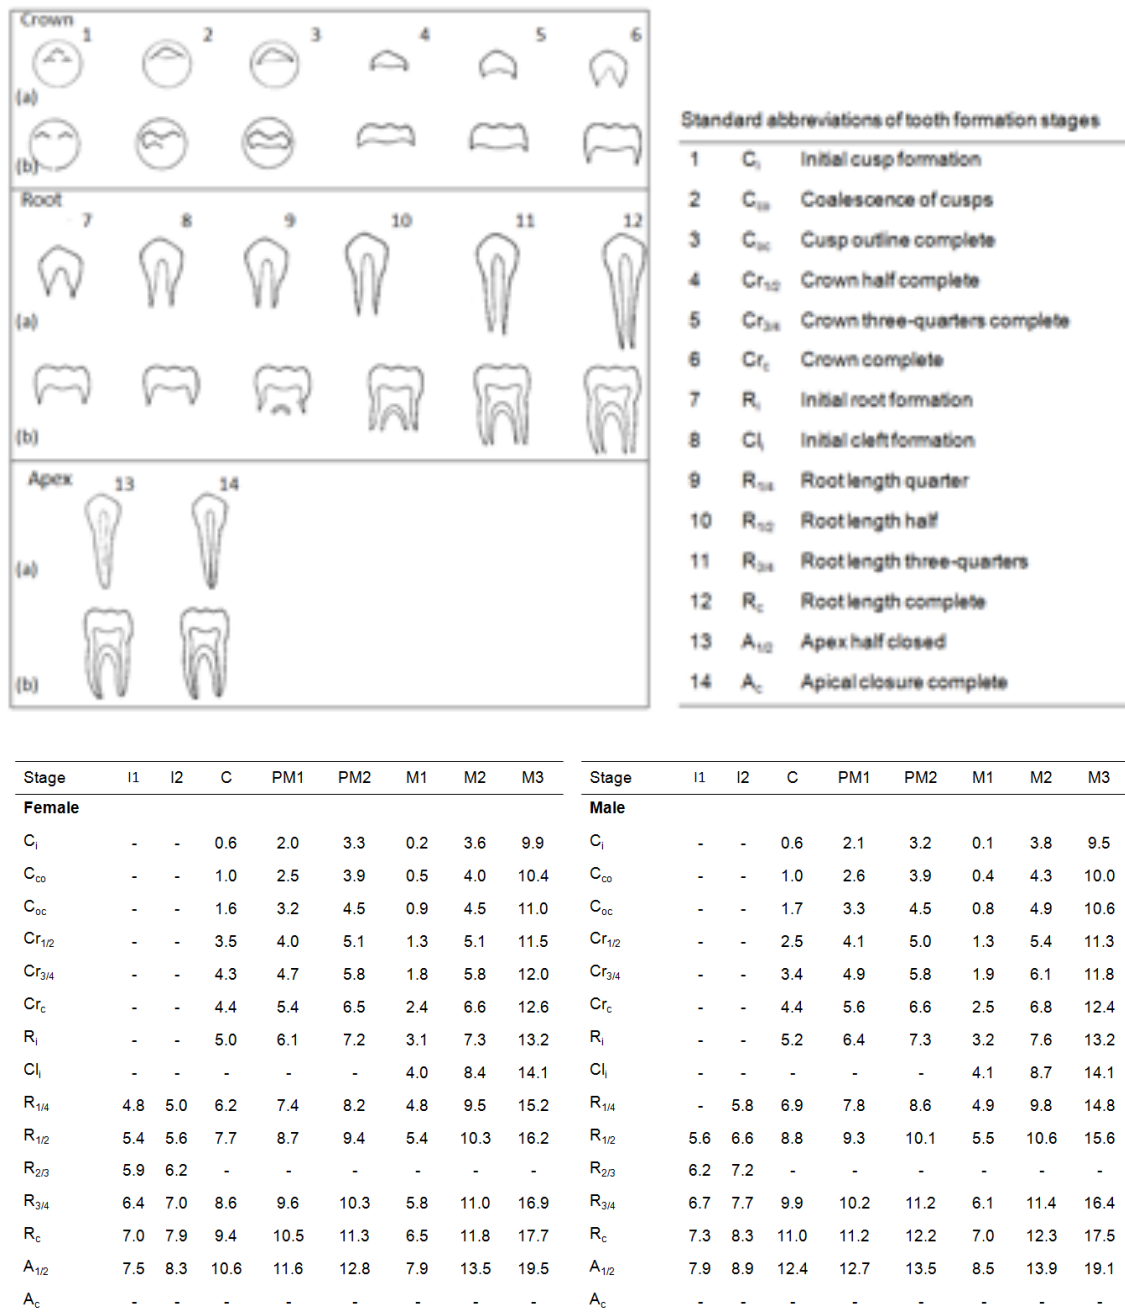 Crown
1 2 3 4 5 6
(a)
(b)
Root
7 8 9 10 11 12
(a)
(b)
Apex
13 14
(a)
(b)
Standard abbreviations of tooth formation stages
1 Ci Initial cusp formation
2 Cco Coalescence of cusps
3 Coc Cusp outline complete
4 Cr1/2 Crown half complete
5 Cr3/4 Crown three-quarters complete
6 Crc Crown complete
7 Ri Initial root formation
8 Cli Initial cleft formation
9 R1/4 Root length quarter
10 R1/2 Root length half
11 R3/4 Root length three-quarters
12 Rc Root length complete
13 A1/2 Apex half closed
14 Ac Apical closure complete
Stage I1 I2 C PM1 PM2 M1 M2 M3
Female
Ci - - 0.6 2.0 3.3 0.2 3.6 9.9
Cco - - 1.0 2.5 3.9 0.5 4.0 10.4
Coc - - 1.6 3.2 4.5 0.9 4.5 11.0
Cr1/2 - - 3.5 4.0 5.1 1.3 5.1 11.5
Cr3/4 - - 4.3 4.7 5.8 1.8 5.8 12.0
Crc - - 4.4 5.4 6.5 2.4 6.6 12.6
Ri - - 5.0 6.1 7.2 3.1 7.3 13.2
Cli - - - - - 4.0 8.4 14.1
R1/4 4.8 5.0 6.2 7.4 8.2 4.8 9.5 15.2
R1/2 5.4 5.6 7.7 8.7 9.4 5.4 10.3 16.2
R2/3 5.9 6.2 - - - - - -
R3/4 6.4 7.0 8.6 9.6 10.3 5.8 11.0 16.9
Rc 7.0 7.9 9.4 10.5 11.3 6.5 11.8 17.7
A1/2 7.5 8.3 10.6 11.6 12.8 7.9 13.5 19.5
Ac - - - - - - - -
Stage I1 I2 C PM1 PM2 M1 M2 M3
Male
Ci - - 0.6 2.1 3.2 0.1 3.8 9.5
Cco - - 1.0 2.6 3.9 0.4 4.3 10.0
Coc - - 1.7 3.3 4.5 0.8 4.9 10.6
Cr1/2 - - 2.5 4.1 5.0 1.3 5.4 11.3
Cr3/4 - - 3.4 4.9 5.8 1.9 6.1 11.8
Crc - - 4.4 5.6 6.6 2.5 6.8 12.4
Ri - - 5.2 6.4 7.3 3.2 7.6 13.2
Cli - - - - - 4.1 8.7 14.1
R1/4 - 5.8 6.9 7.8 8.6 4.9 9.8 14.8
R1/2 5.6 6.6 8.8 9.3 10.1 5.5 10.6 15.6
R2/3 6.2 7.2 - - - - - -
R3/4 6.7 7.7 9.9 10.2 11.2 6.1 11.4 16.4
Rc 7.3 8.3 11.0 11.2 12.2 7.0 12.3 17.5
A1/2 7.9 8.9 12.4 12.7 13.5 8.5 13.9 19.1
Ac - - - - - - - -